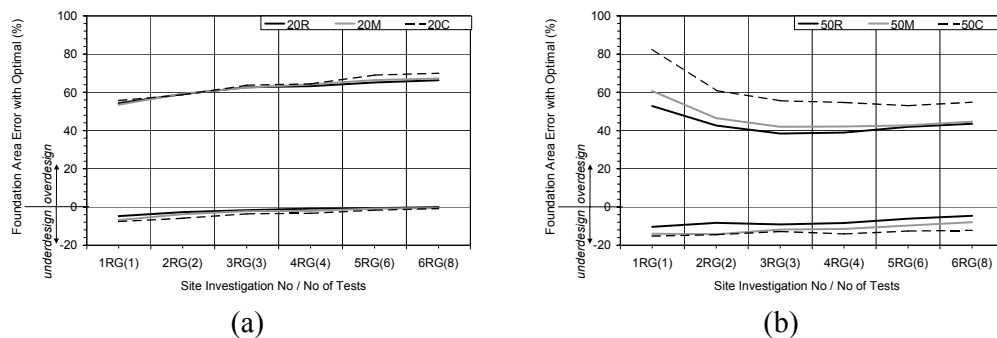 20R 20M 20C
Foundation Area Error with Optimal (%)
underdesign overdesign
100
80
60
40
20
0
-20
1RG(1) 2RG(2) 3RG(3) 4RG(4) 5RG(6) 6RG(8)
Site Investigation No / No of Tests
(a)
50R 50M 50C
Foundation Area Error with Optimal (%)
underdesign overdesign
100
80
60
40
20
0
-20
1RG(1) 2RG(2) 3RG(3) 4RG(4) 5RG(6) 6RG(8)
Site Investigation No / No of Tests
(b)